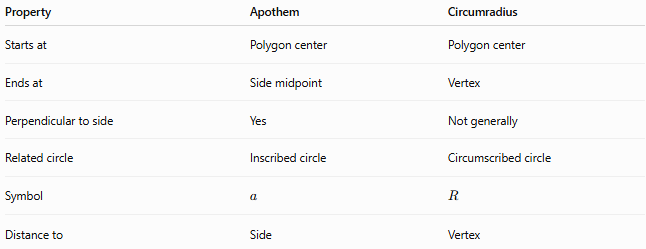 Property Apothem Circumradius
Starts at Polygon center Polygon center
Ends at Side midpoint Vertex
Perpendicular to side Yes Not generally
Related circle Inscribed circle Circumscribed circle
Symbol a R
Distance to Side Vertex